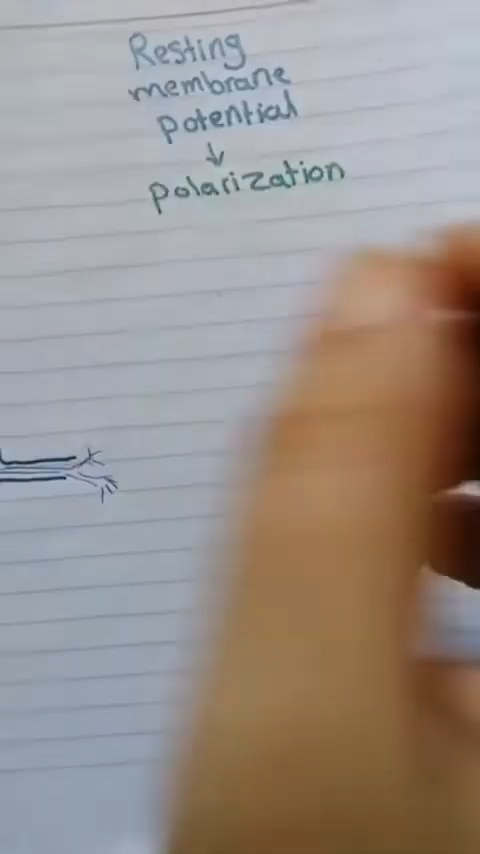 Resting
membrane
potential
↓
polarization